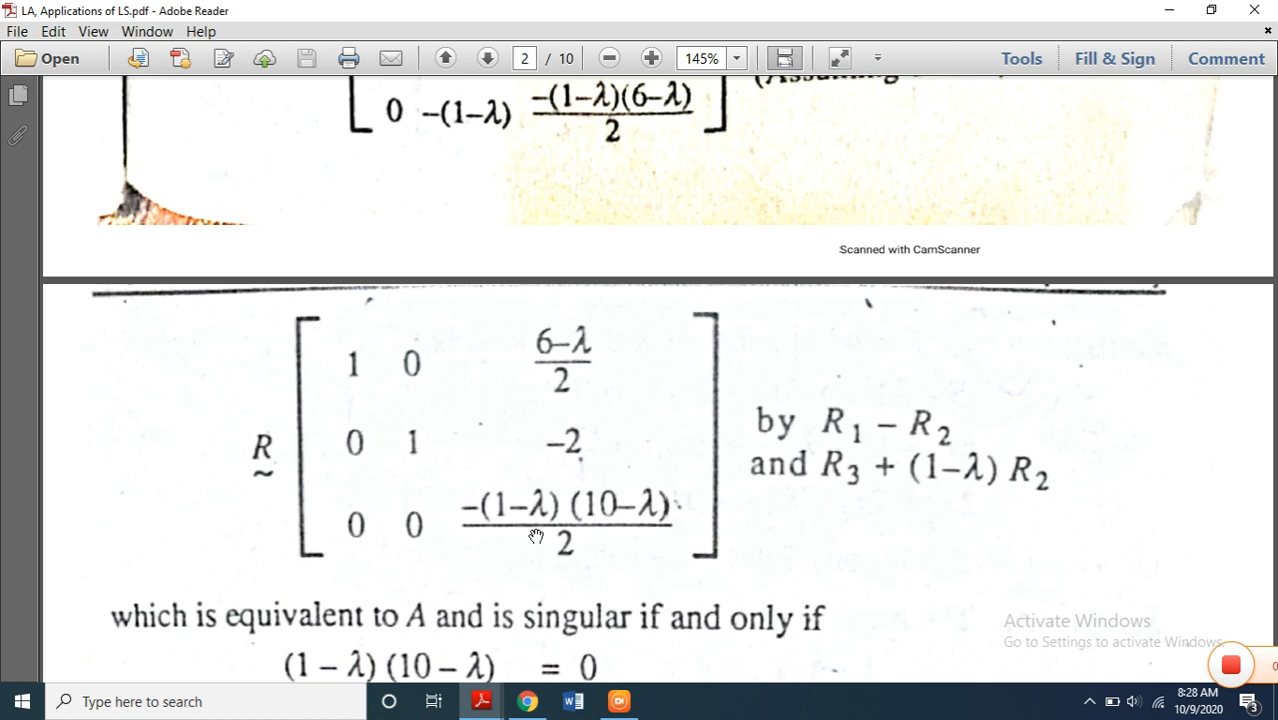 LA, Applications of LS.pdf - Adobe Reader
File Edit View Window Help
Open 2 / 10 145% Tools Fill & Sign Comment
0 -(1-λ) -(1-λ)(6-λ)/2
Scanned with CamScanner
1 0 6-λ/2
R ~ 0 1 -2 by R1 - R2
and R3 + (1-λ) R2
0 0 -(1-λ) (10-λ)/2
which is equivalent to A and is singular if and only if
(1 - λ) (10 - λ) = 0
Activate Windows
Go to Settings to activate Windows.
Type here to search
8:28 AM
10/9/2020
3